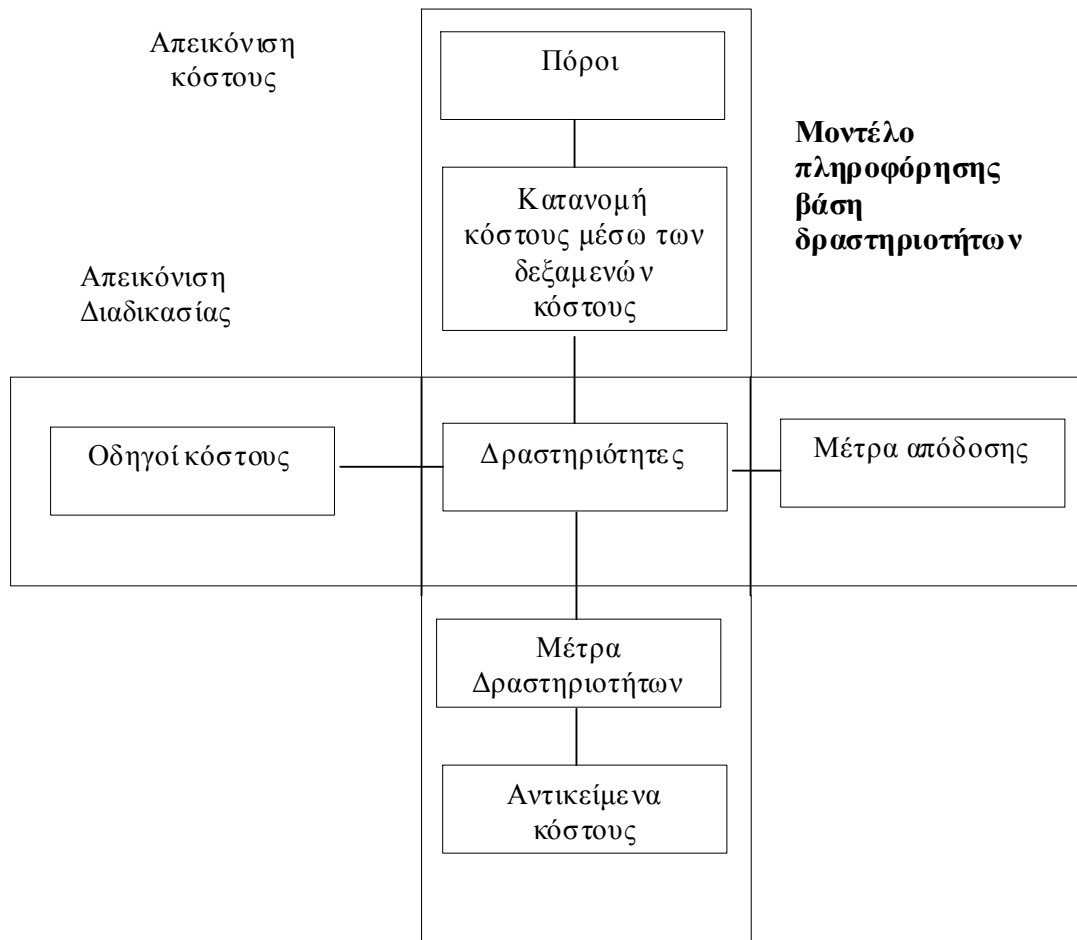 Απεικόνιση
κόστους
Πόροι
Μοντέλο
πληροφόρησης
βάση
δραστηριοτήτων
Κατανομή
κόστους μέσω των
δεξαμενών
κόστους
Απεικόνιση
Διαδικασίας
Οδηγοί κόστους
Δραστηριότητες
Μέτρα απόδοσης
Μέτρα
Δραστηριοτήτων
Αντικείμενα
κόστους